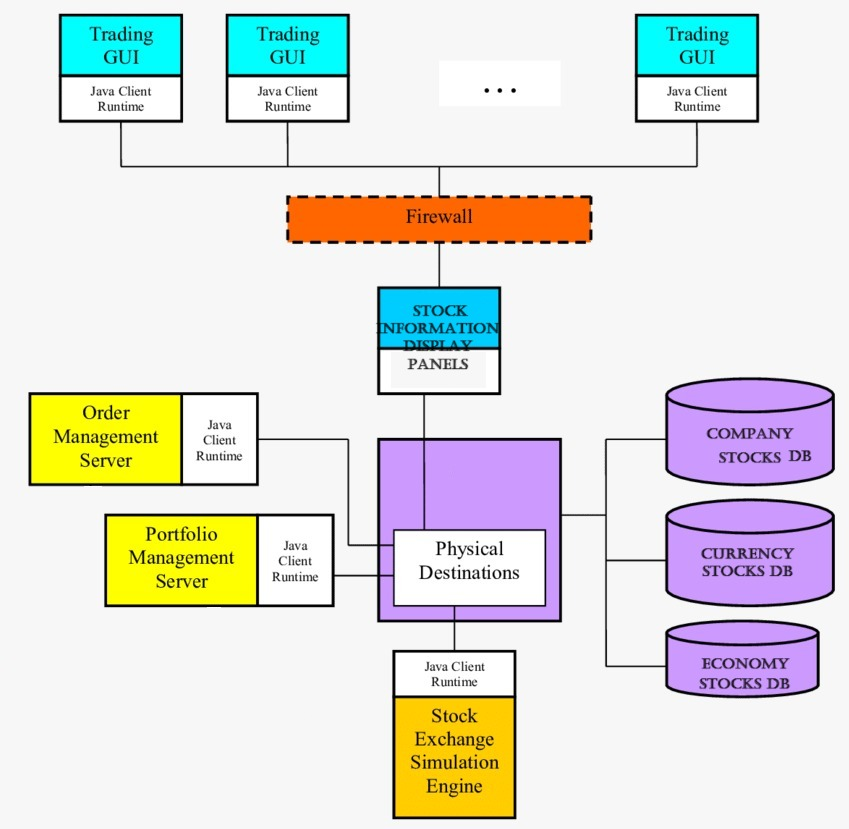 Trading
GUI
Java Client
Runtime
Trading
GUI
Java Client
Runtime
...
Trading
GUI
Java Client
Runtime
Firewall
STOCK
INFORMATION
DISPLAY
PANELS
Order
Management
Server
Java
Client
Runtime
COMPANY
STOCKS DB
Portfolio
Management
Server
Java
Client
Runtime
Physical
Destinations
CURRENCY
STOCKS DB
Java Client
Runtime
Stock
Exchange
Simulation
Engine
ECONOMY
STOCKS DB